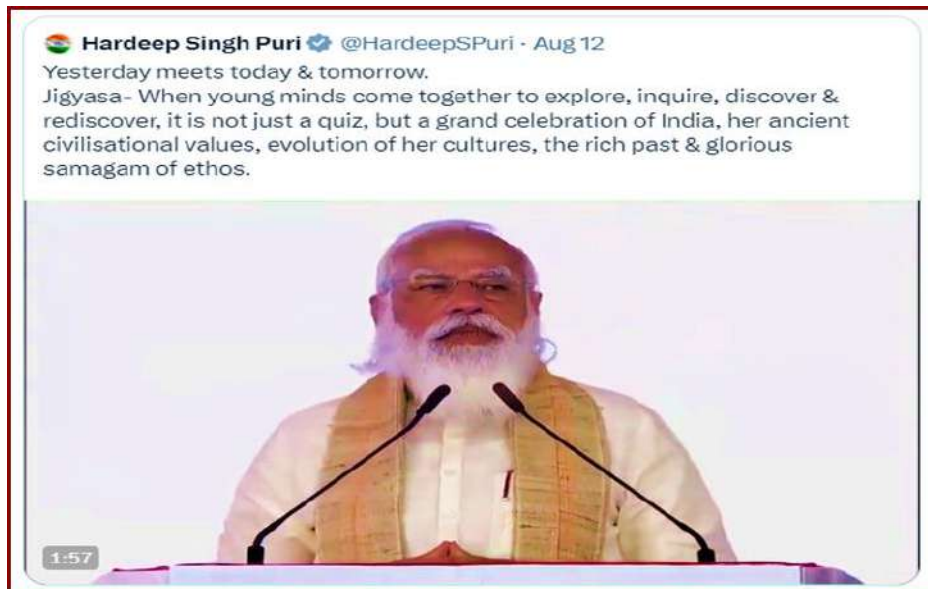 Hardeep Singh Puri @HardeepSPuri · Aug 12
Yesterday meets today & tomorrow.
Jigyasa- When young minds come together to explore, inquire, discover &
rediscover, it is not just a quiz, but a grand celebration of India, her ancient
civilisational values, evolution of her cultures, the rich past & glorious
samagam of ethos.
1:57